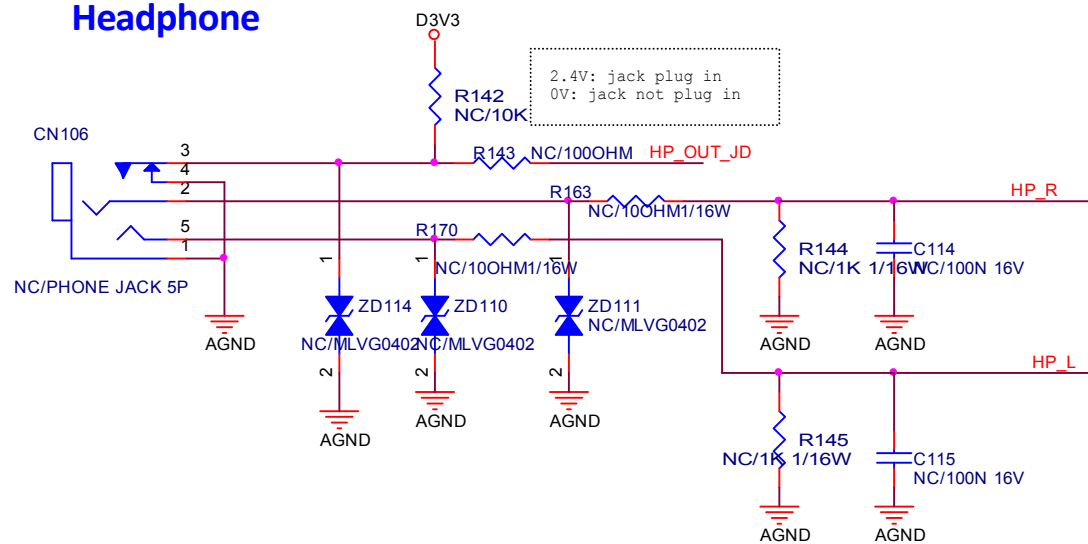 Headphone
D3V3
2.4V: jack plug in
0V: jack not plug in
R142
NC/10K
CN106
3
R143
NC/100OHM
HP_OUT_JD
4
2
R163
NC/10OHM1/16W
HP_R
5
R170
NC/10OHM1/16W
1
R144
NC/1K 1/16W
C114
NC/100N 16V
NC/PHONE JACK 5P
1
1
1
ZD114
NC/MLVG0402
ZD110
NC/MLVG0402
ZD111
NC/MLVG0402
2
2
2
AGND
AGND
AGND
AGND
AGND
AGND
HP_L
R145
NC/1K 1/16W
C115
NC/100N 16V
AGND
AGND